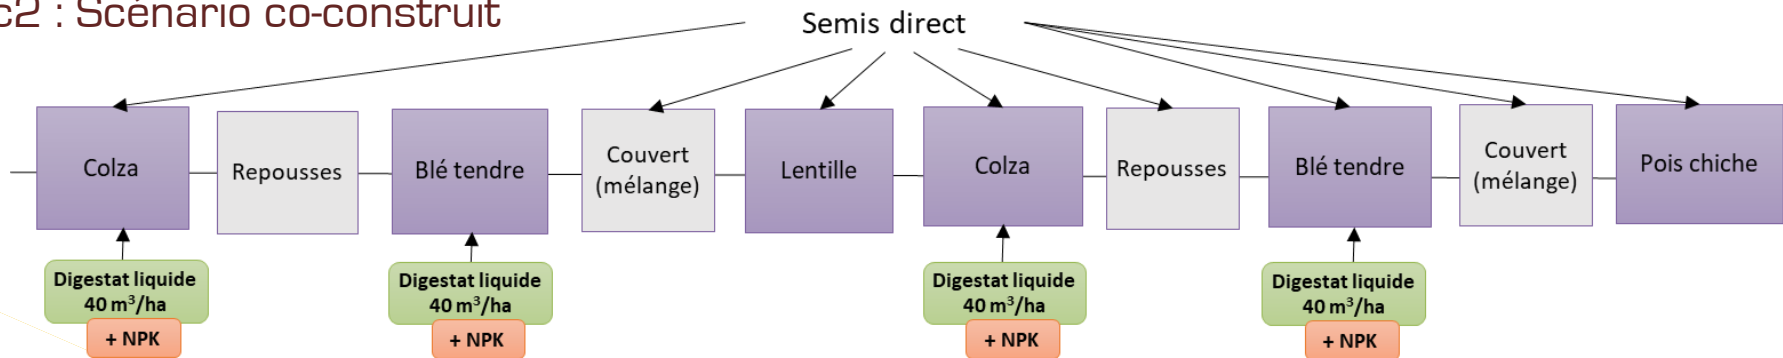 c2 : Scénario co-construit
Semis direct
Colza
Repousses
Blé tendre
Couvert
(mélange)
Lentille
Colza
Repousses
Blé tendre
Couvert
(mélange)
Pois chiche
Digestat liquide
40 m³/ha
+ NPK
Digestat liquide
40 m³/ha
+ NPK
Digestat liquide
40 m³/ha
+ NPK
Digestat liquide
40 m³/ha
+ NPK